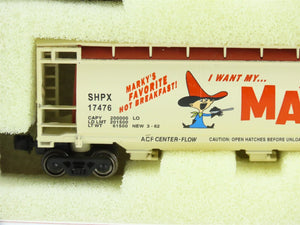 MARKY'S
FAVORITE
HOT BREAKFAST!
I WANT MY...
MA
SHPX
17476
CAPY 200000 LO
LD LMT 201500
LT WT 61500 NEW 3-62
ACF CENTER-FLOW
CAUTION: OPEN HATCHES BEFORE UNLOAD